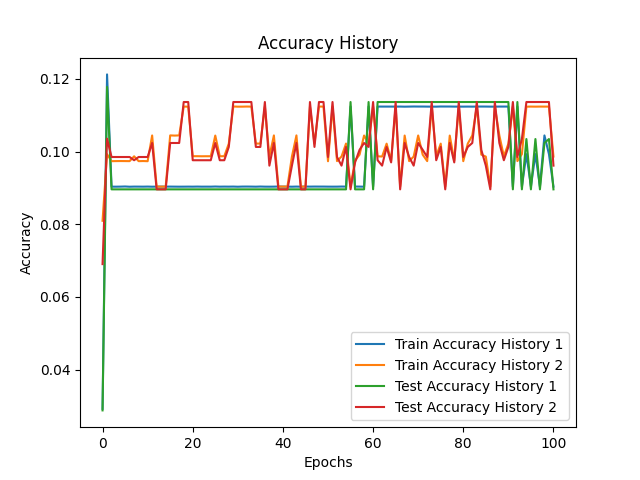 Accuracy History
0.12
0.10
0.08
0.06
0.04
Accuracy
0 20 40 60 80 100
Epochs
Train Accuracy History 1
Train Accuracy History 2
Test Accuracy History 1
Test Accuracy History 2